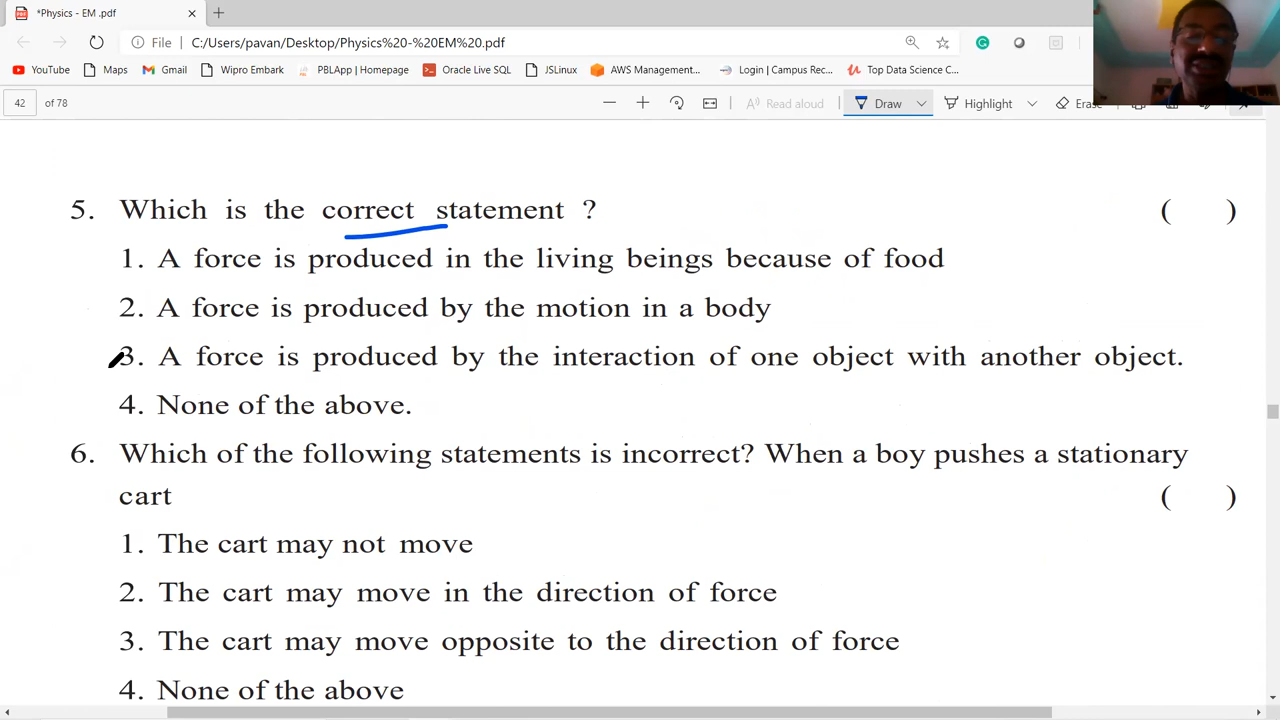 *Physics - EM .pdf
File C:/Users/pavan/Desktop/Physics%20-%20EM%20.pdf
YouTube Maps Gmail Wipro Embark PBLApp | Homepage Oracle Live SQL JSLinux AWS Management... Login | Campus Rec... Top Data Science C...
42 of 78 Read aloud Draw Highlight
5. Which is the correct statement ? ( )
1. A force is produced in the living beings because of food
2. A force is produced by the motion in a body
3. A force is produced by the interaction of one object with another object.
4. None of the above.
6. Which of the following statements is incorrect? When a boy pushes a stationary
cart ( )
1. The cart may not move
2. The cart may move in the direction of force
3. The cart may move opposite to the direction of force
4. None of the above